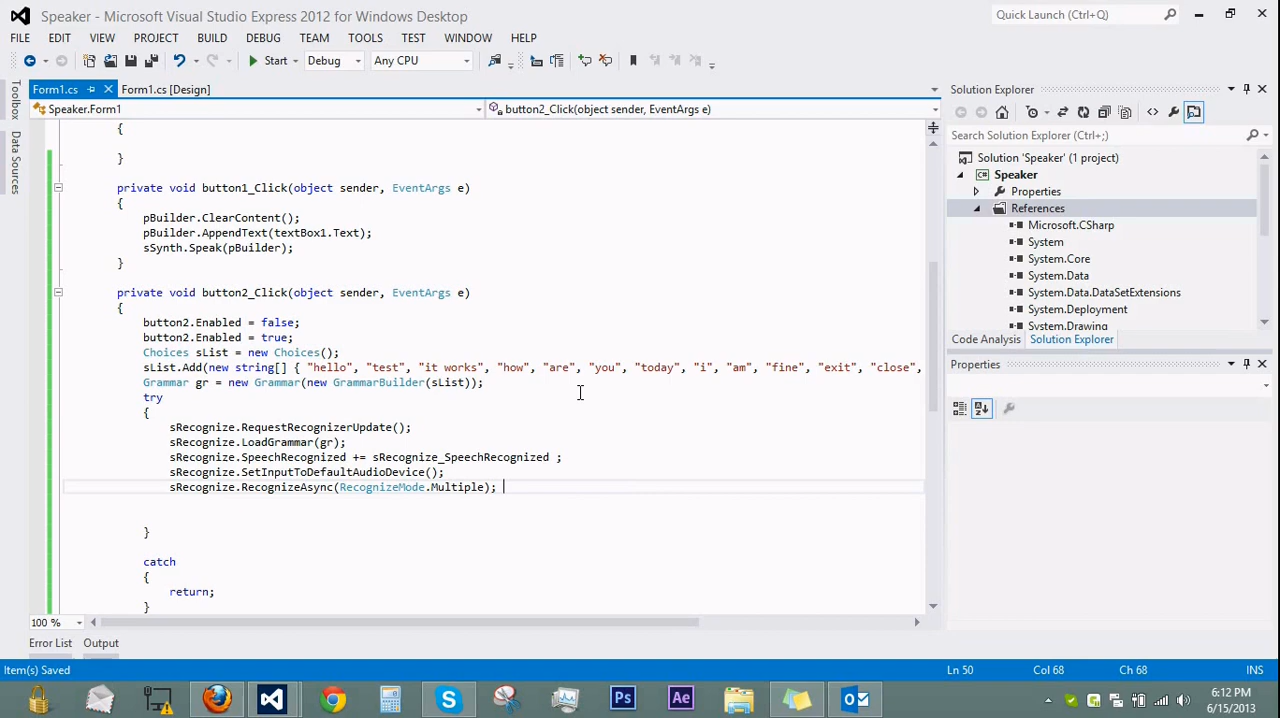 Speaker - Microsoft Visual Studio Express 2012 for Windows Desktop
Quick Launch (Ctrl+Q)
FILE EDIT VIEW PROJECT BUILD DEBUG TEAM TOOLS TEST WINDOW HELP
Start Debug Any CPU
Toolbox
Data Sources
Form1.cs Form1.cs [Design]
Speaker.Form1 button2_Click(object sender, EventArgs e)
{
}
private void button1_Click(object sender, EventArgs e)
{
pBuilder.ClearContent();
pBuilder.AppendText(textBox1.Text);
sSynth.Speak(pBuilder);
}
private void button2_Click(object sender, EventArgs e)
{
button2.Enabled = false;
button2.Enabled = true;
Choices sList = new Choices();
sList.Add(new string[] { "hello", "test", "it works", "how", "are", "you", "today", "i", "am", "fine", "exit", "close",
Grammar gr = new Grammar(new GrammarBuilder(sList));
try
{
sRecognize.RequestRecognizerUpdate();
sRecognize.LoadGrammar(gr);
sRecognize.SpeechRecognized += sRecognize_SpeechRecognized ;
sRecognize.SetInputToDefaultAudioDevice();
sRecognize.RecognizeAsync(RecognizeMode.Multiple);
}
catch
{
return;
}
100 %
Error List Output
Solution Explorer
Search Solution Explorer (Ctrl+;)
Solution 'Speaker' (1 project)
C# Speaker
Properties
References
Microsoft.CSharp
System
System.Core
System.Data
System.Data.DataSetExtensions
System.Deployment
System.Drawing
Code Analysis Solution Explorer
Properties
Item(s) Saved Ln 50 Col 68 Ch 68 INS
Ps Ae
6:12 PM
6/15/2013